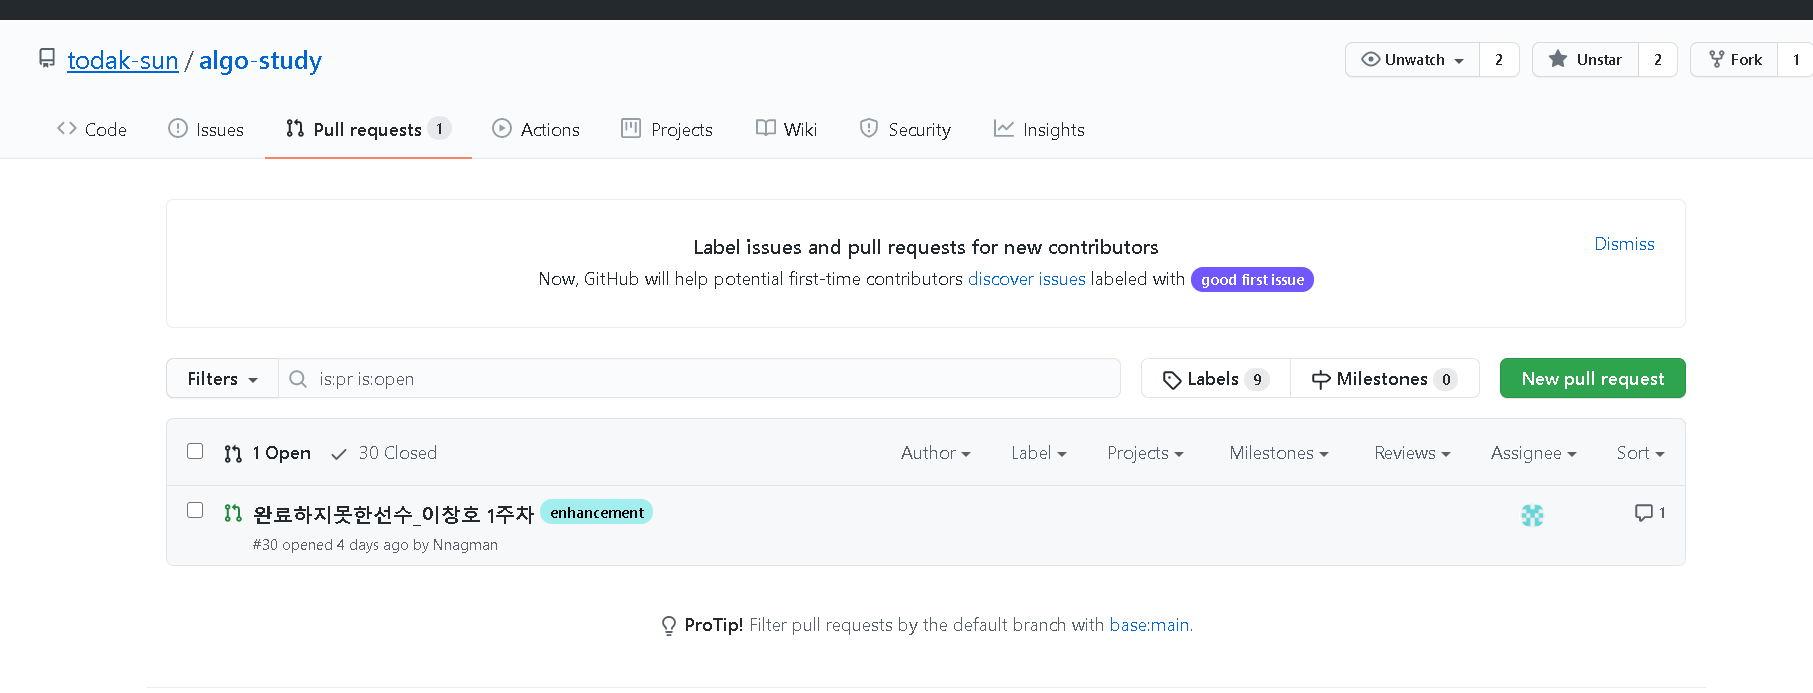 todak-sun / algo-study
Unwatch 2 Unstar 2 Fork 1
Code Issues Pull requests 1 Actions Projects Wiki Security Insights
Label issues and pull requests for new contributors
Dismiss
Now, GitHub will help potential first-time contributors discover issues labeled with good first issue
Filters is:pr is:open Labels 9 Milestones 0 New pull request
1 Open 30 Closed Author Label Projects Milestones Reviews Assignee Sort
완료하지못한선수_이창호 1주차 enhancement 1
#30 opened 4 days ago by Nnagman
ProTip! Filter pull requests by the default branch with base:main.